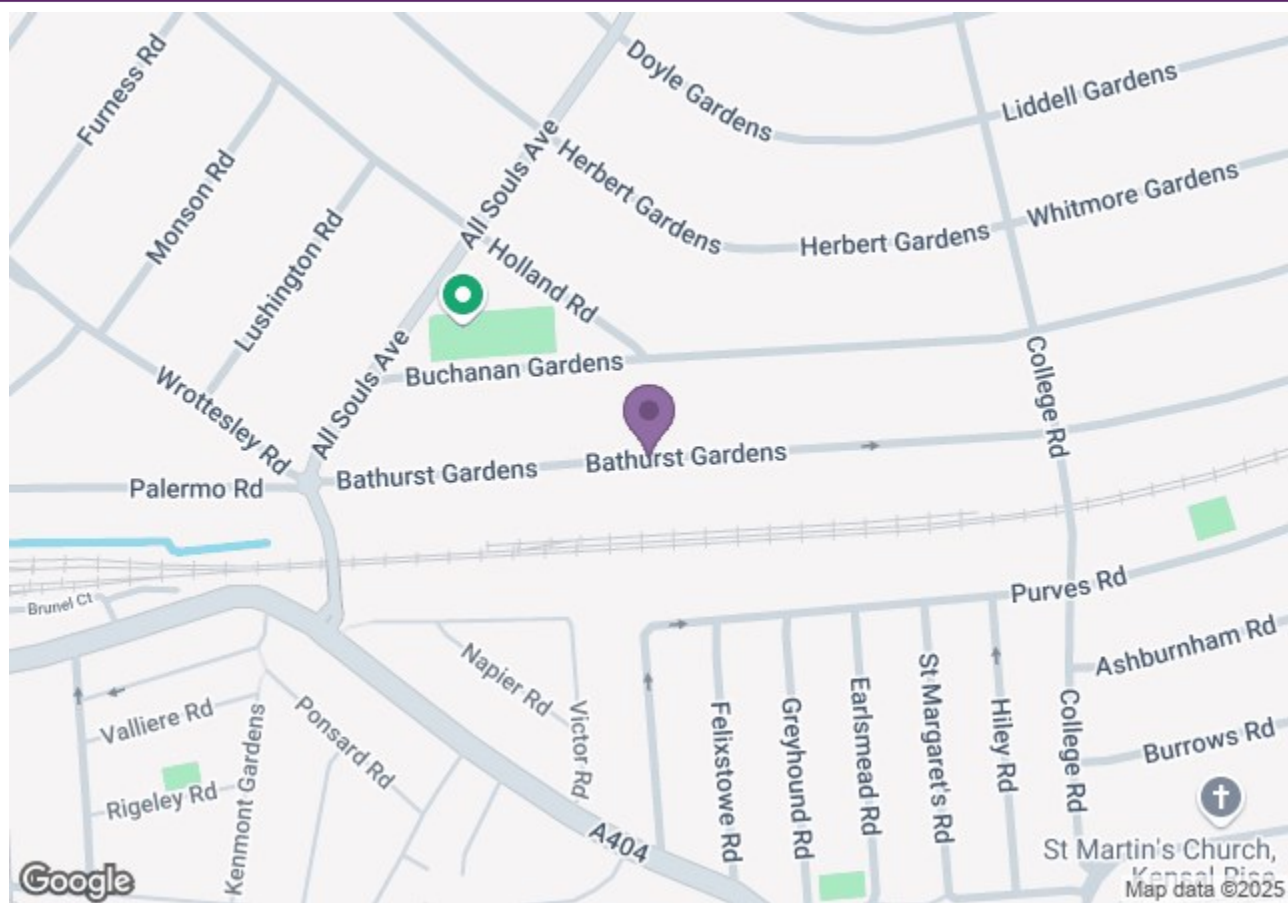 Furness Rd
Doyle Gardens
Liddell Gardens
Monson Rd
All Souls Ave
Herbert Gardens
Whitmore Gardens
Lushington Rd
Holland Rd
Herbert Gardens
All Souls Ave
Buchanan Gardens
College Rd
Wrottesley Rd
Bathurst Gardens
Bathurst Gardens
Palermo Rd
Brunel Ct
Purves Rd
Napier Rd
Ashburnham Rd
Valliere Rd
Ponsard Rd
Victor Rd
Felixstowe Rd
Greyhound Rd
Earlsmead Rd
St Margaret's Rd
Hiley Rd
College Rd
Burrows Rd
Rigeley Rd
Kenmont Gardens
A404
St Martin's Church,
Kensal Rise
Google
Map data ©2025